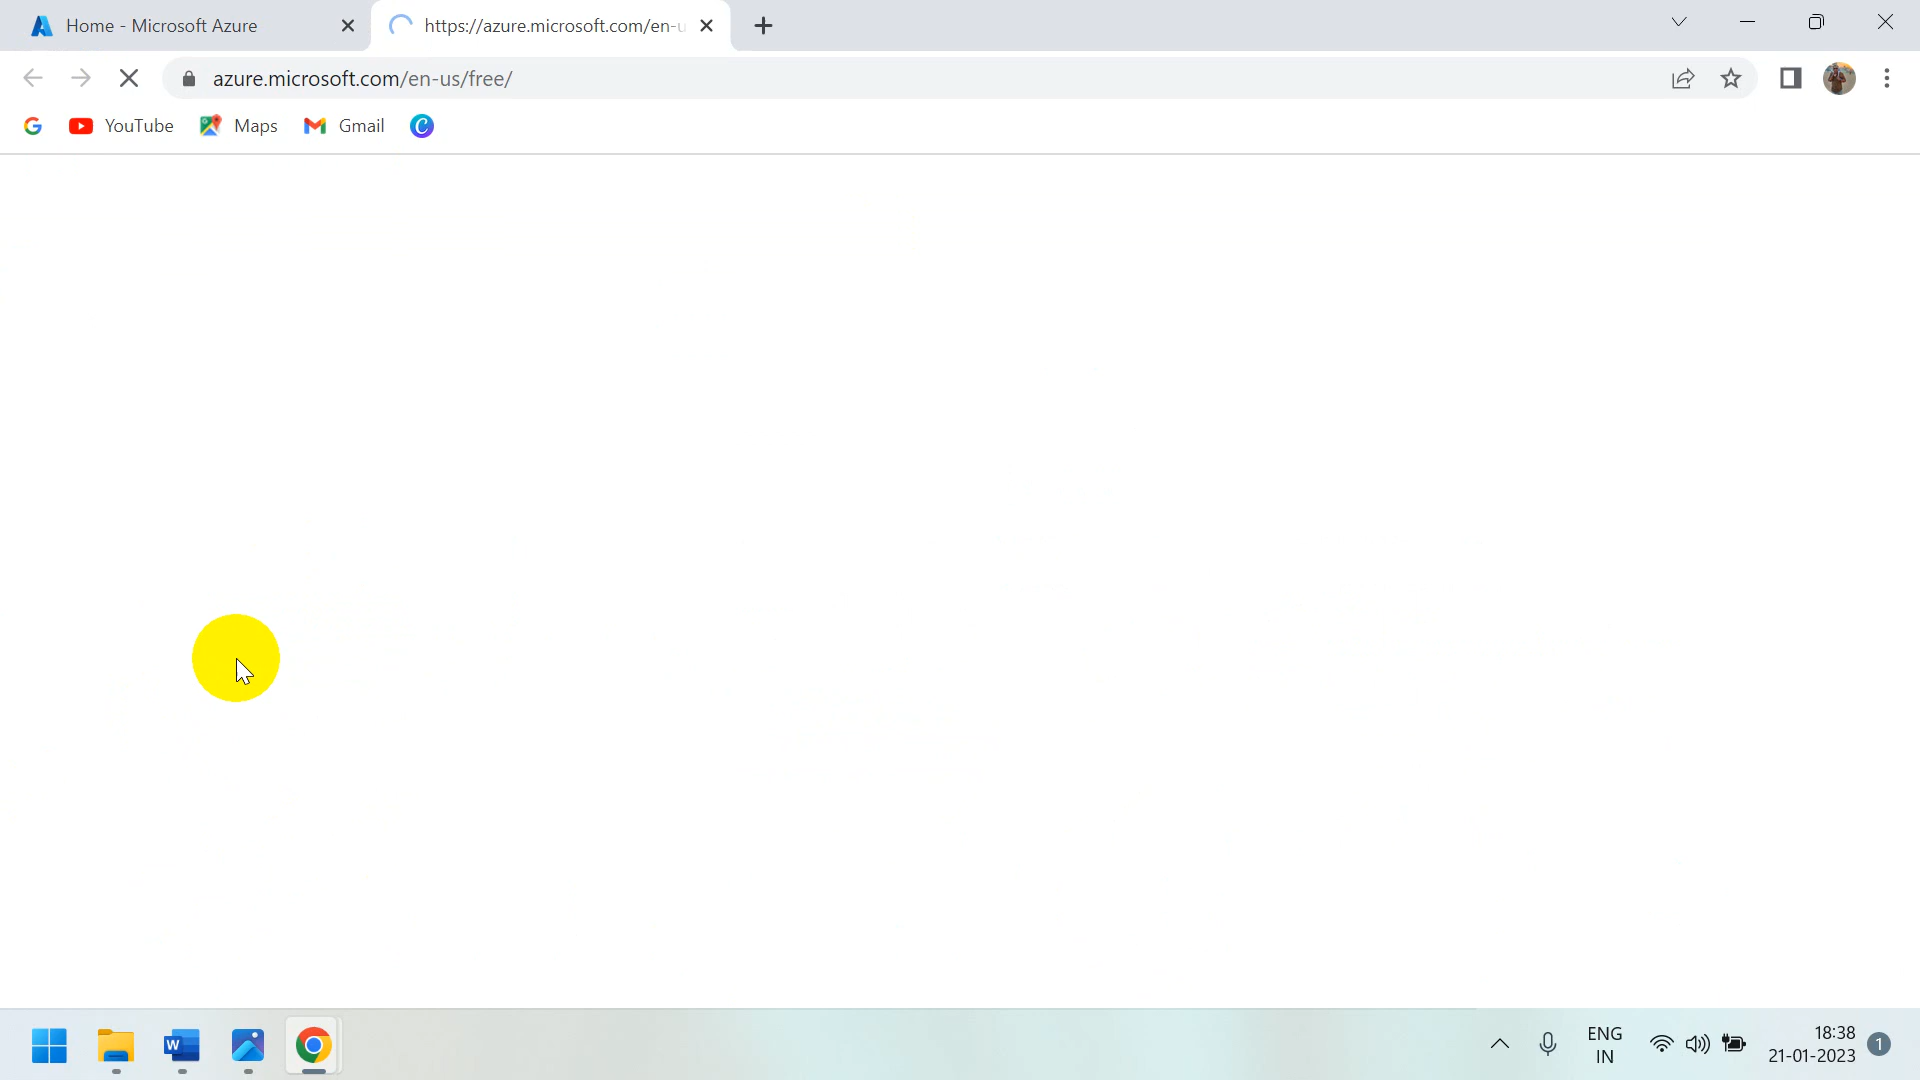 Home - Microsoft Azure
https://azure.microsoft.com/en-u
azure.microsoft.com/en-us/free/
YouTube
Maps
Gmail
ENG
IN
18:38
21-01-2023
1